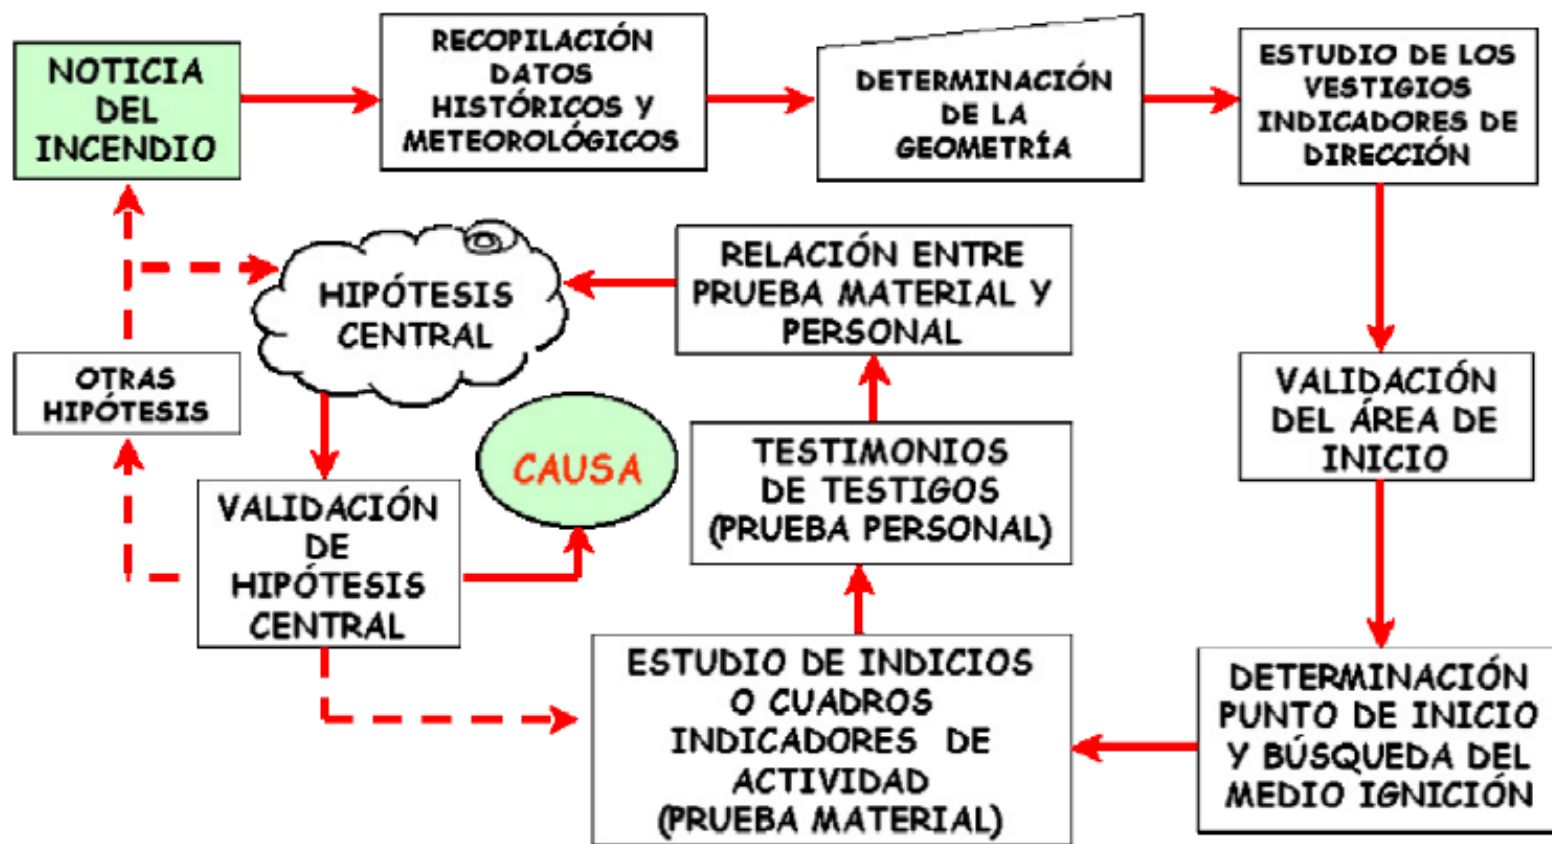 NOTICIA
DEL
INCENDIO
RECOPILACIÓN
DATOS
HISTÓRICOS Y
METEOROLÓGICOS
DETERMINACIÓN
DE LA
GEOMETRÍA
ESTUDIO DE LOS
VESTIGIOS
INDICADORES DE
DIRECCIÓN
VALIDACIÓN
DEL ÁREA DE
INICIO
DETERMINACIÓN
PUNTO DE INICIO
Y BÚSQUEDA DEL
MEDIO IGNICIÓN
ESTUDIO DE INDICIOS
O CUADROS
INDICADORES DE
ACTIVIDAD
(PRUEBA MATERIAL)
TESTIMONIOS
DE TESTIGOS
(PRUEBA PERSONAL)
RELACIÓN ENTRE
PRUEBA MATERIAL Y
PERSONAL
HIPÓTESIS
CENTRAL
VALIDACIÓN
DE
HIPÓTESIS
CENTRAL
CAUSA
OTRAS
HIPÓTESIS